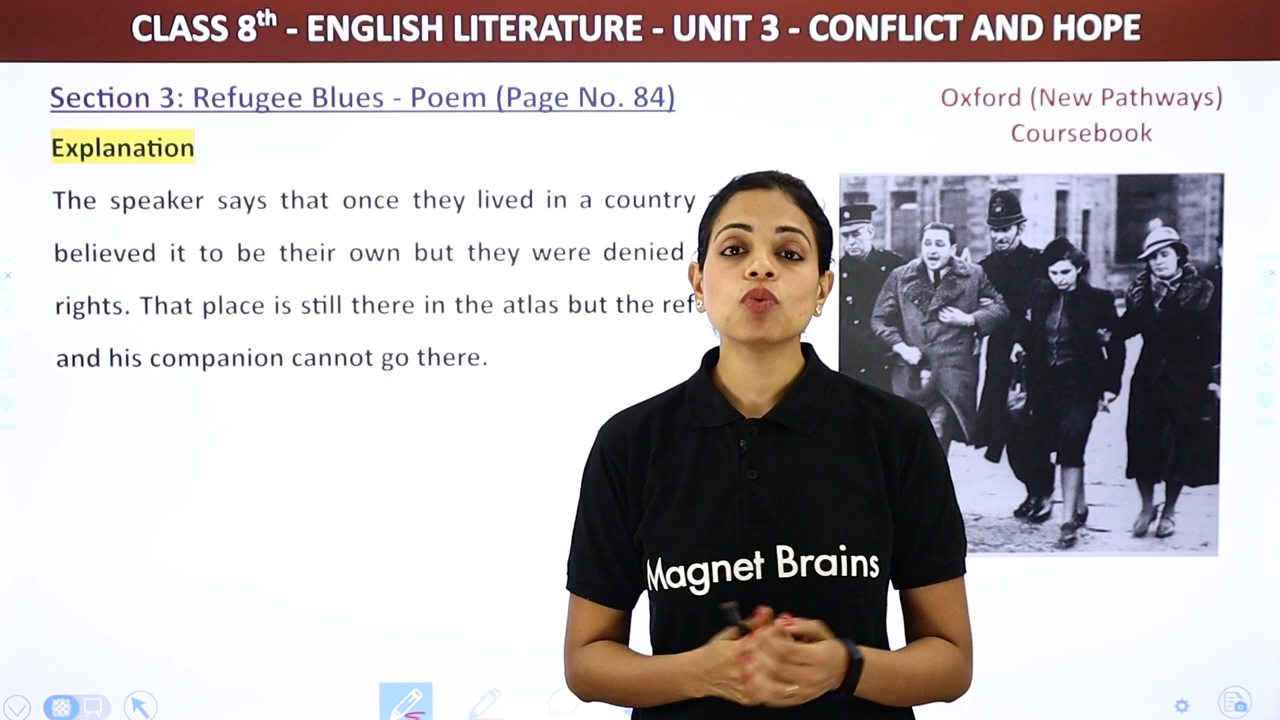 CLASS 8th - ENGLISH LITERATURE - UNIT 3 - CONFLICT AND HOPE
Section 3: Refugee Blues - Poem (Page No. 84)
Oxford (New Pathways)
Coursebook
Explanation
The speaker says that once they lived in a country
believed it to be their own but they were denied
rights. That place is still there in the atlas but the ref
and his companion cannot go there.
Magnet Brains